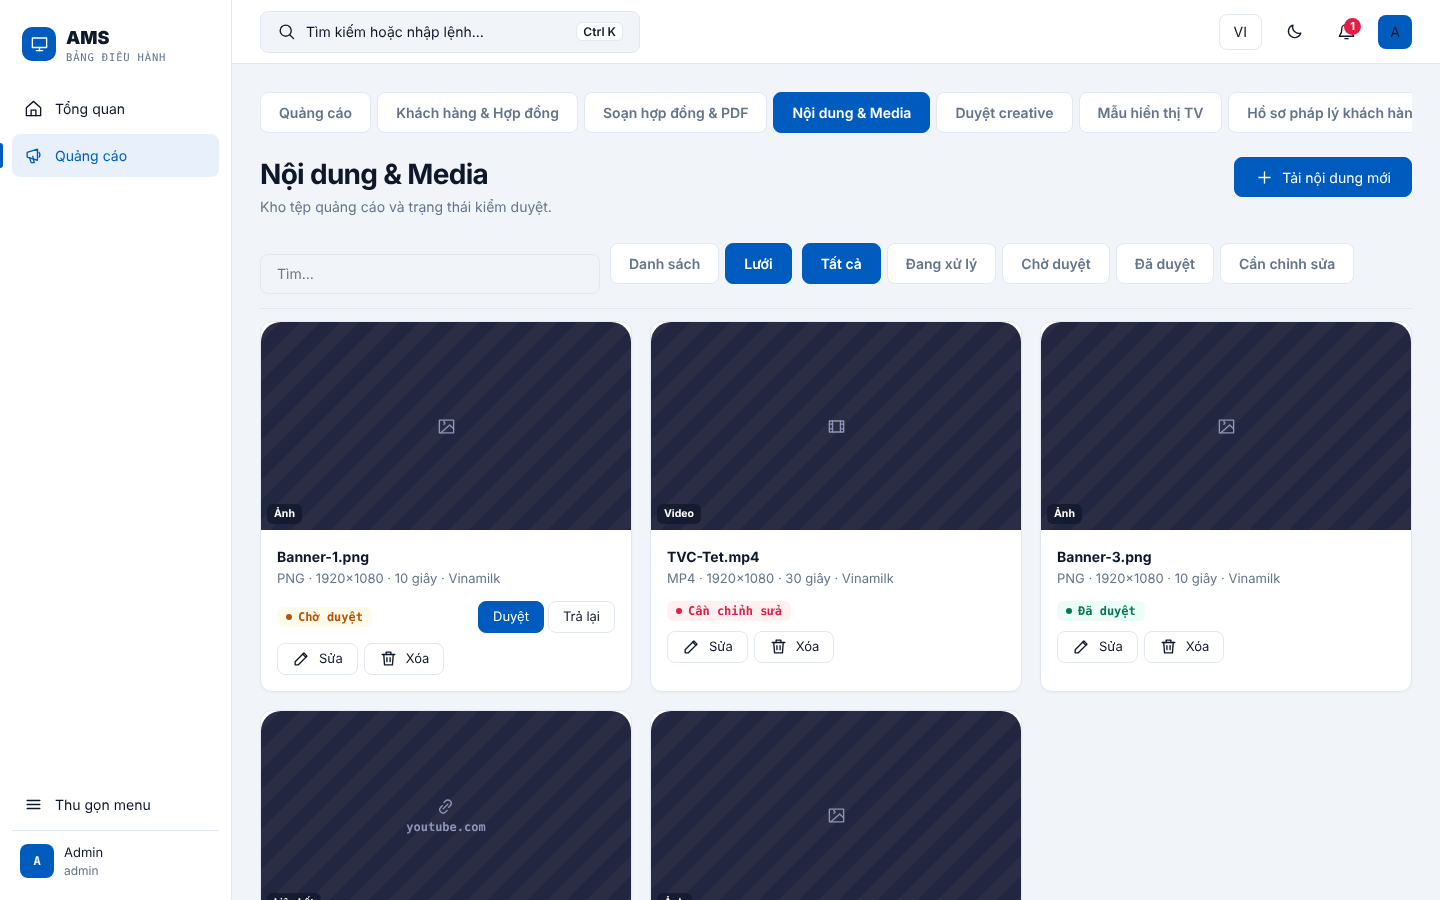 AMS
BẢNG ĐIỀU HÀNH
Tổng quan
Quảng cáo
Thu gọn menu
A
Admin
admin
Tìm kiếm hoặc nhập lệnh...
Ctrl K
VI
1
A
Quảng cáo
Khách hàng & Hợp đồng
Soạn hợp đồng & PDF
Nội dung & Media
Duyệt creative
Mẫu hiển thị TV
Hồ sơ pháp lý khách hàn
Nội dung & Media
Kho tệp quảng cáo và trạng thái kiểm duyệt.
Tải nội dung mới
Tìm...
Danh sách
Lưới
Tất cả
Đang xử lý
Chờ duyệt
Đã duyệt
Cần chỉnh sửa
Ảnh
Banner-1.png
PNG · 1920×1080 · 10 giây · Vinamilk
Chờ duyệt
Duyệt
Trả lại
Sửa
Xóa
Video
TVC-Tet.mp4
MP4 · 1920×1080 · 30 giây · Vinamilk
Cần chỉnh sửa
Sửa
Xóa
Ảnh
Banner-3.png
PNG · 1920×1080 · 10 giây · Vinamilk
Đã duyệt
Sửa
Xóa
youtube.com